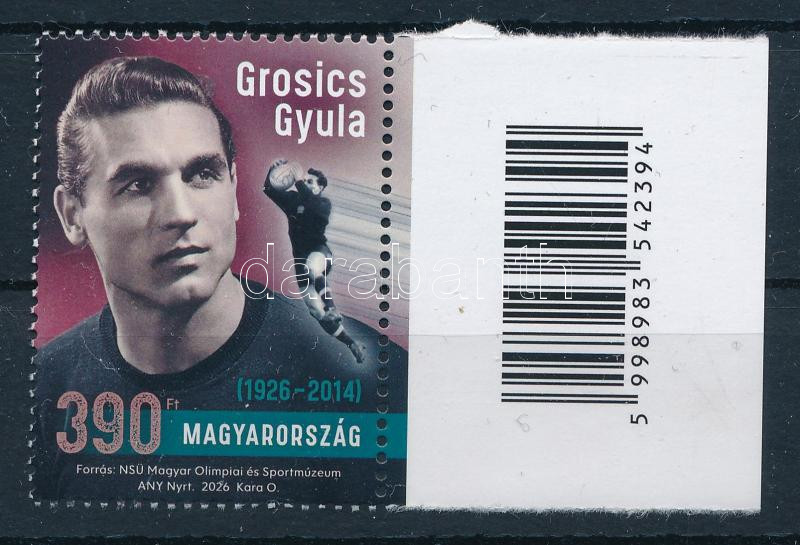 Grosics
Gyula
darabanth
(1926-2014)
390 Ft
MAGYARORSZÁG
Forrás: NSÜ Magyar Olimpiai és Sportmúzeum
ANY Nyrt. 2026 Kara O.
5 998983 542394